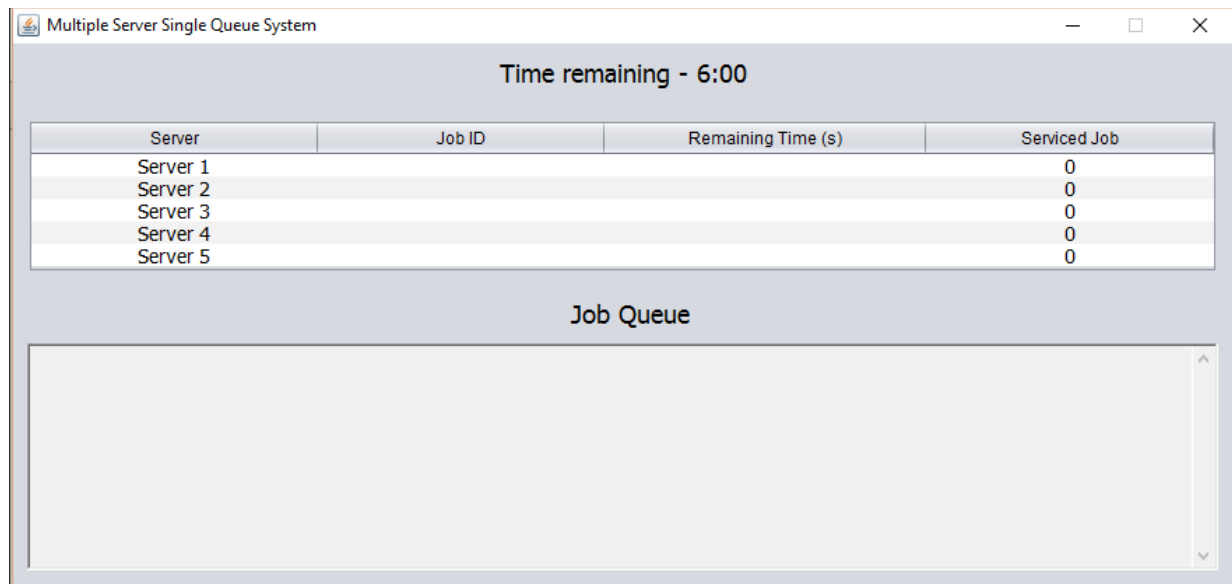 Multiple Server Single Queue System
Time remaining - 6:00
Server Job ID Remaining Time (s) Serviced Job
Server 1 0
Server 2 0
Server 3 0
Server 4 0
Server 5 0
Job Queue